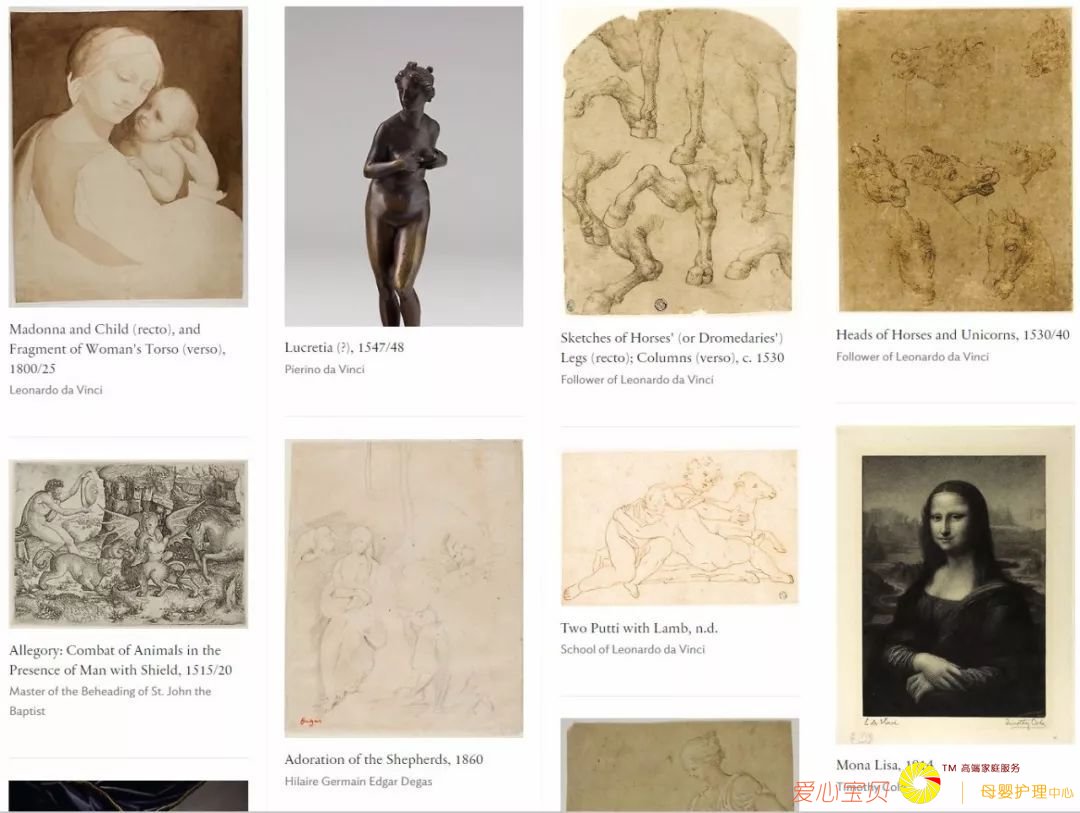 Madonna and Child (recto), and
Fragment of Woman's Torso (verso),
1800/25
Leonardo da Vinci
Lucretia (?), 1547/48
Pierino da Vinci
Sketches of Horses' (or Dromedaries')
Legs (recto); Columns (verso), c. 1530
Follower of Leonardo da Vinci
Heads of Horses and Unicorns, 1530/40
Follower of Leonardo da Vinci
Allegory: Combat of Animals in the
Presence of Man with Shield, 1515/20
Master of the Beheading of St. John the
Baptist
Degas
Adoration of the Shepherds, 1860
Hilaire Germain Edgar Degas
Two Putti with Lamb, n.d.
School of Leonardo da Vinci
Timothy Cole
Mona Lisa, 1914
Timothy Cole
爱心宝贝
TM 高端家庭服务
母婴护理中心